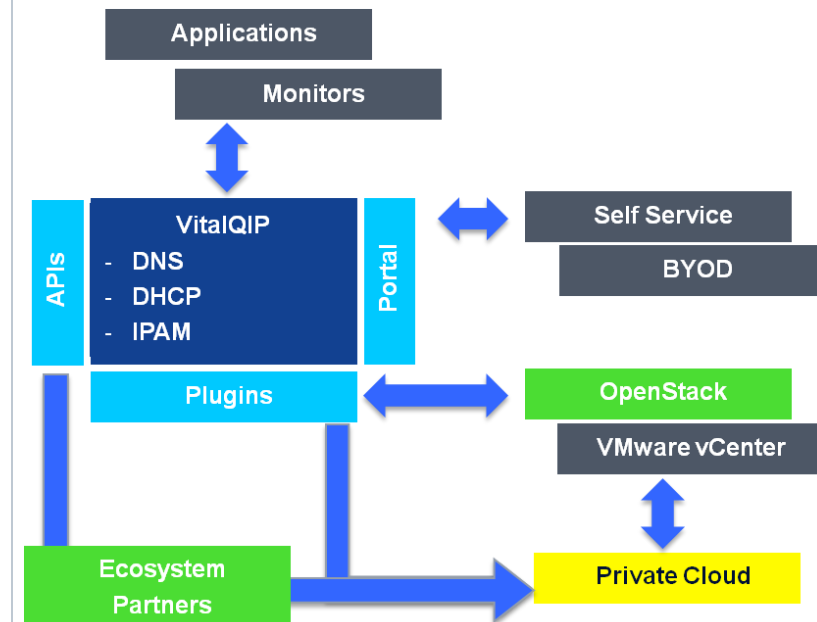 Applications
Monitors
APIs
VitalQIP
- DNS
- DHCP
- IPAM
Portal
Self Service
BYOD
Plugins
OpenStack
VMware vCenter
Ecosystem
Partners
Private Cloud